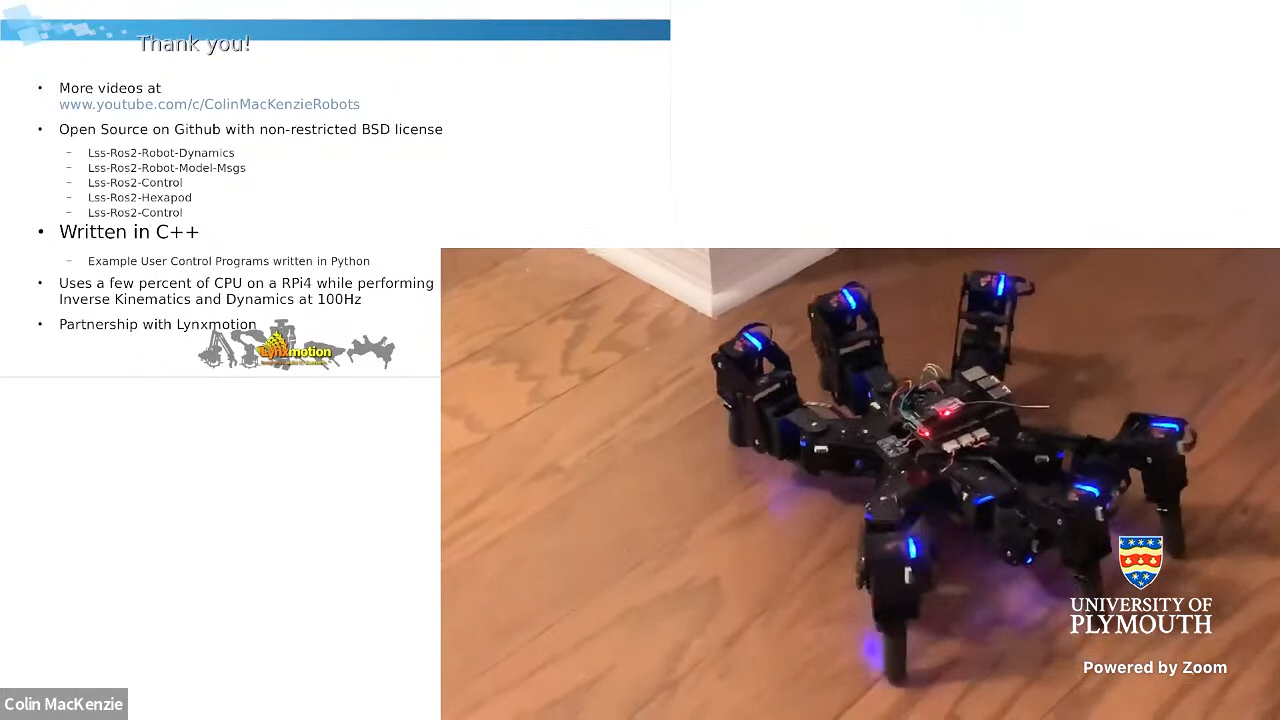 Thank you!
• More videos at
www.youtube.com/c/ColinMacKenzieRobots
• Open Source on Github with non-restricted BSD license
– Lss-Ros2-Robot-Dynamics
– Lss-Ros2-Robot-Model-Msgs
– Lss-Ros2-Control
– Lss-Ros2-Hexapod
– Lss-Ros2-Control
• Written in C++
– Example User Control Programs written in Python
• Uses a few percent of CPU on a RPi4 while performing
Inverse Kinematics and Dynamics at 100Hz
• Partnership with Lynxmotion
Lynxmotion
UNIVERSITY OF
PLYMOUTH
Powered by Zoom
Colin MacKenzie